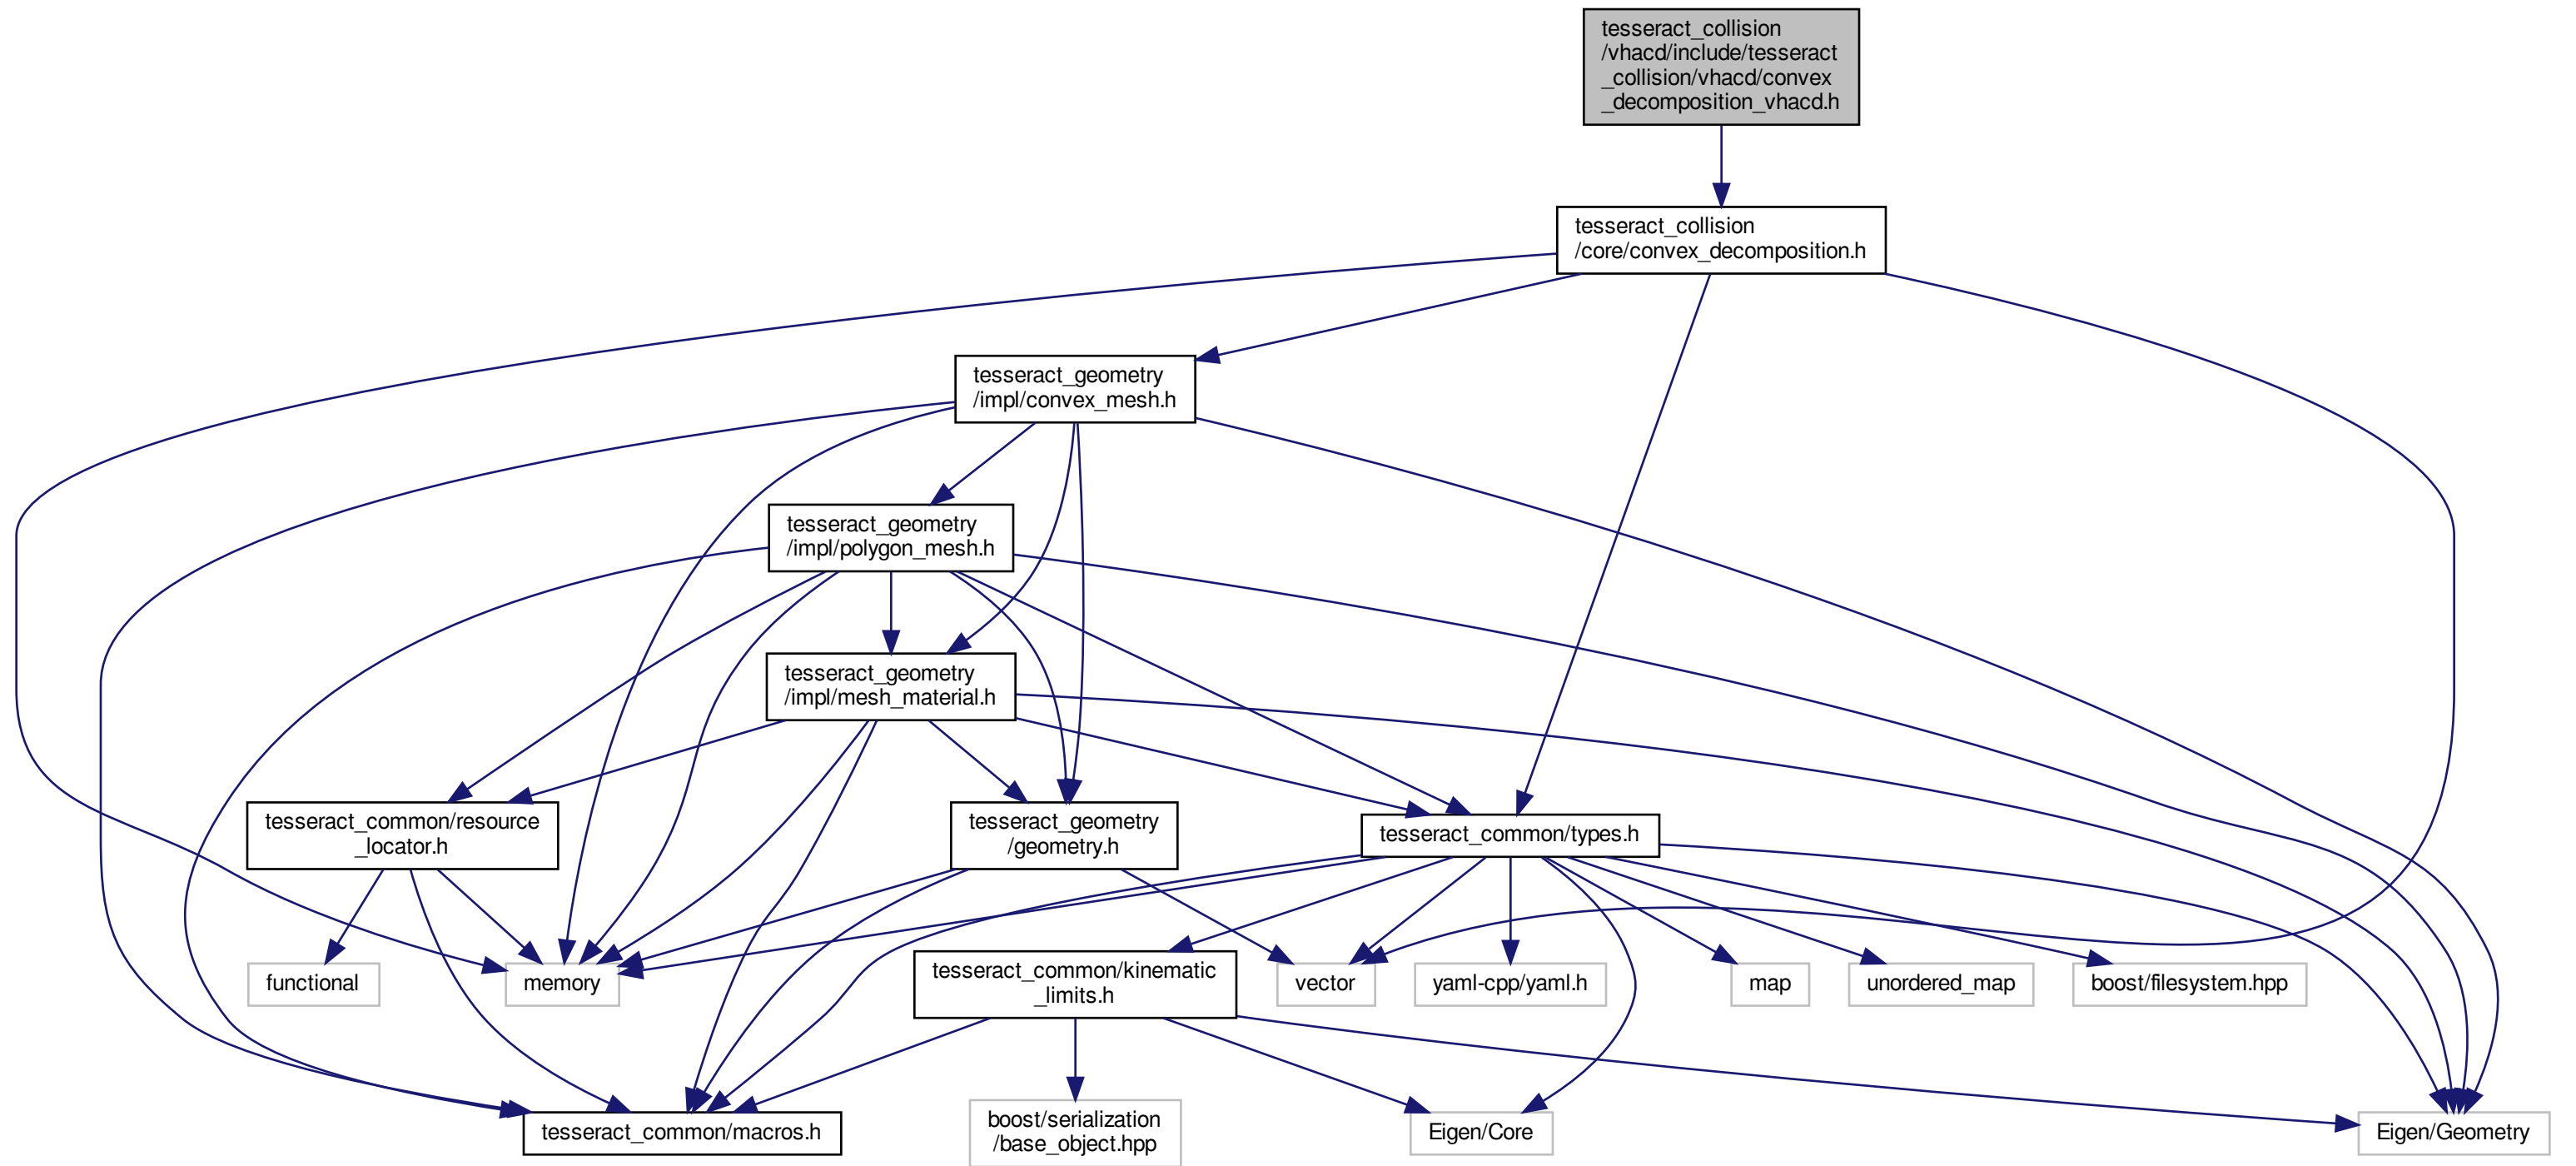 tesseract_collision
/vhacd/include/tesseract
_collision/vhacd/convex
_decomposition_vhacd.h
tesseract_collision
/core/convex_decomposition.h
tesseract_geometry
/impl/convex_mesh.h
tesseract_geometry
/impl/polygon_mesh.h
tesseract_geometry
/impl/mesh_material.h
tesseract_common/resource
_locator.h
tesseract_geometry
/geometry.h
tesseract_common/types.h
functional
memory
tesseract_common/kinematic
_limits.h
vector
yaml-cpp/yaml.h
map
unordered_map
boost/filesystem.hpp
tesseract_common/macros.h
boost/serialization
/base_object.hpp
Eigen/Core
Eigen/Geometry